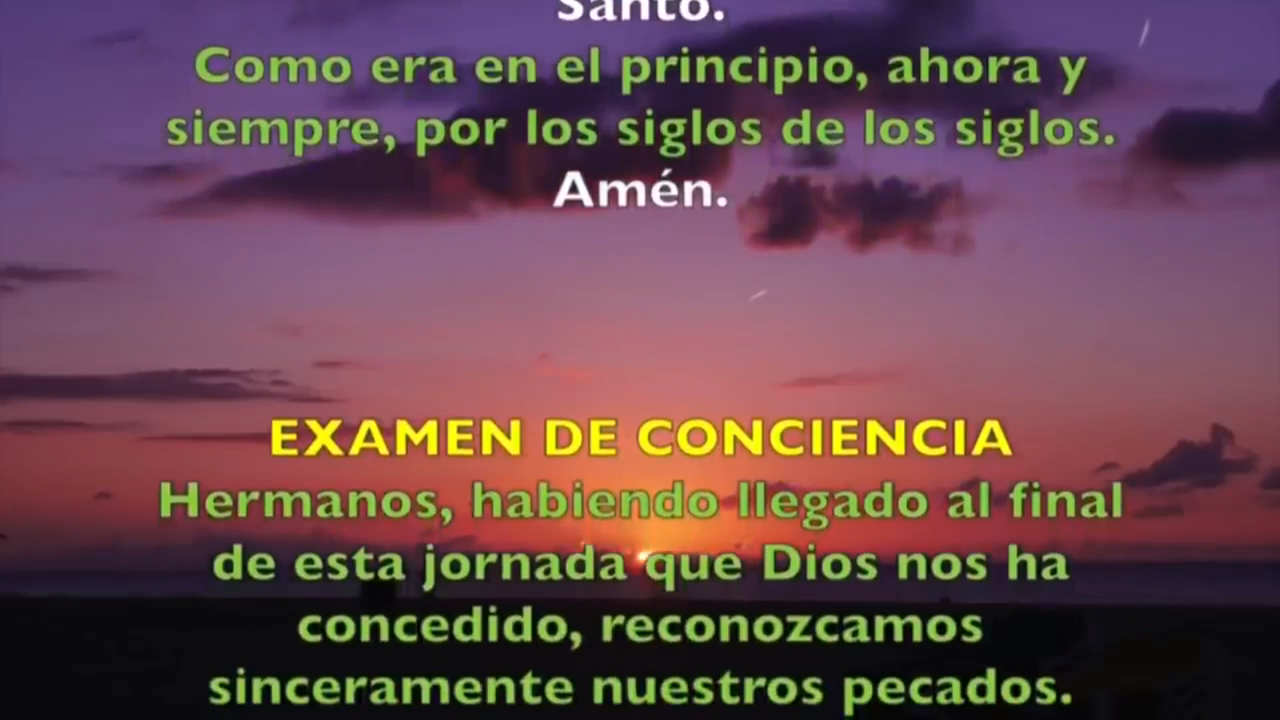 Santo.
Como era en el principio, ahora y
siempre, por los siglos de los siglos.
Amén.
EXAMEN DE CONCIENCIA
Hermanos, habiendo llegado al final
de esta jornada que Dios nos ha
concedido, reconozcamos
sinceramente nuestros pecados.